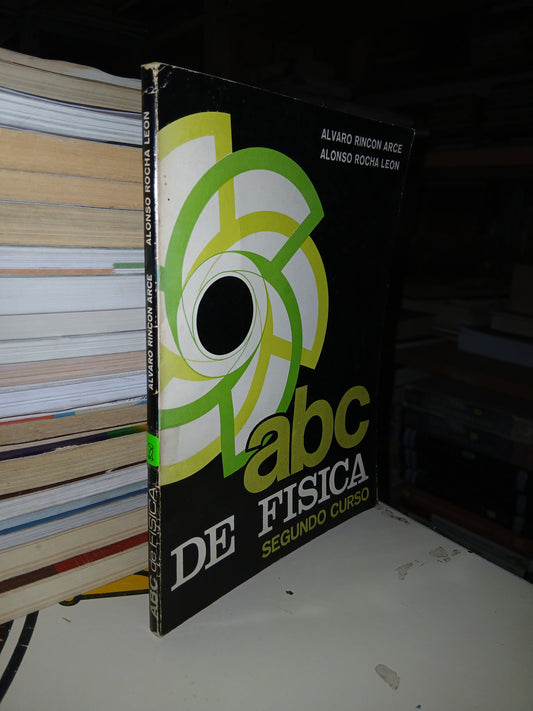 ALVARO RINCON ARCE
ALONSO ROCHA LEON
abc
DE FISICA
SEGUNDO CURSO
ABC de FISICA
ALVARO RINCON ARCE
ALONSO ROCHA LEON